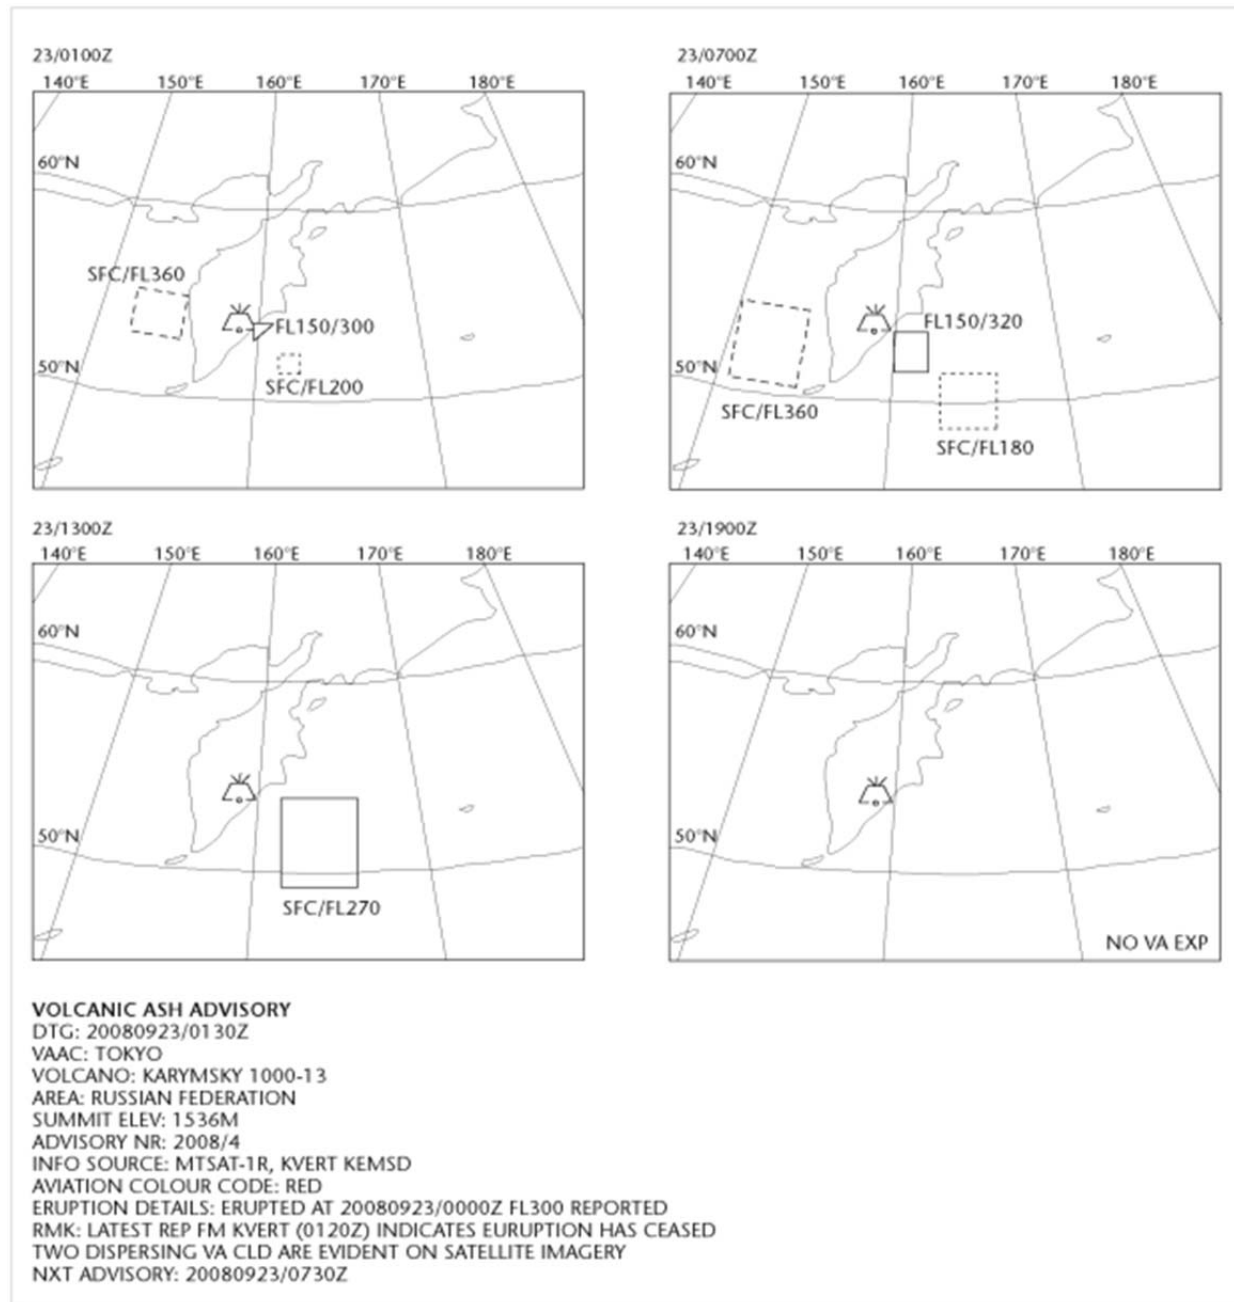 23/0100Z
140°E 150°E 160°E 170°E 180°E
60°N
SFC/FL360
FL150/300
50°N
SFC/FL200
23/0700Z
140°E 150°E 160°E 170°E 180°E
60°N
FL150/320
50°N
SFC/FL360
SFC/FL180
23/1300Z
140°E 150°E 160°E 170°E 180°E
60°N
50°N
SFC/FL270
23/1900Z
140°E 150°E 160°E 170°E 180°E
60°N
50°N
NO VA EXP
VOLCANIC ASH ADVISORY
DTG: 20080923/0130Z
VAAC: TOKYO
VOLCANO: KARYMSKY 1000-13
AREA: RUSSIAN FEDERATION
SUMMIT ELEV: 1536M
ADVISORY NR: 2008/4
INFO SOURCE: MTSAT-1R, KVERT KEMSD
AVIATION COLOUR CODE: RED
ERUPTION DETAILS: ERUPTED AT 20080923/0000Z FL300 REPORTED
RMK: LATEST REP FM KVERT (0120Z) INDICATES EURUPTION HAS CEASED
TWO DISPERSING VA CLD ARE EVIDENT ON SATELLITE IMAGERY
NXT ADVISORY: 20080923/0730Z